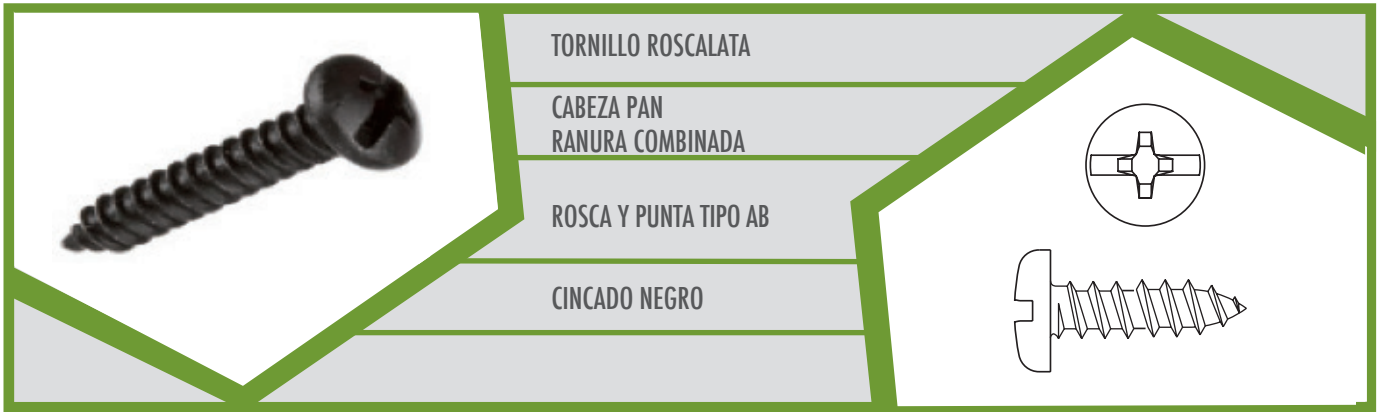 TORNILLO ROSCALATA
CABEZA PAN
RANURA COMBINADA
ROSCA Y PUNTA TIPO AB
CINCADO NEGRO